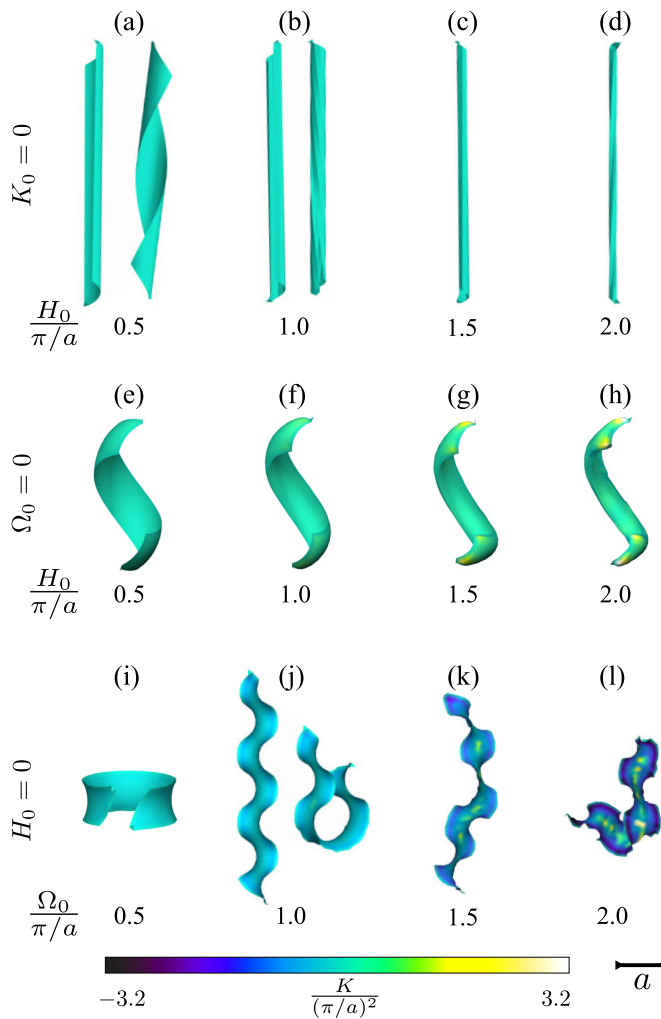 (a) (b) (c) (d)
K₀ = 0
H₀
π/a
0.5 1.0 1.5 2.0
(e) (f) (g) (h)
Ω₀ = 0
H₀
π/a
0.5 1.0 1.5 2.0
(i) (j) (k) (l)
H₀ = 0
Ω₀
π/a
0.5 1.0 1.5 2.0
−3.2 K 3.2
(π/a)²
a